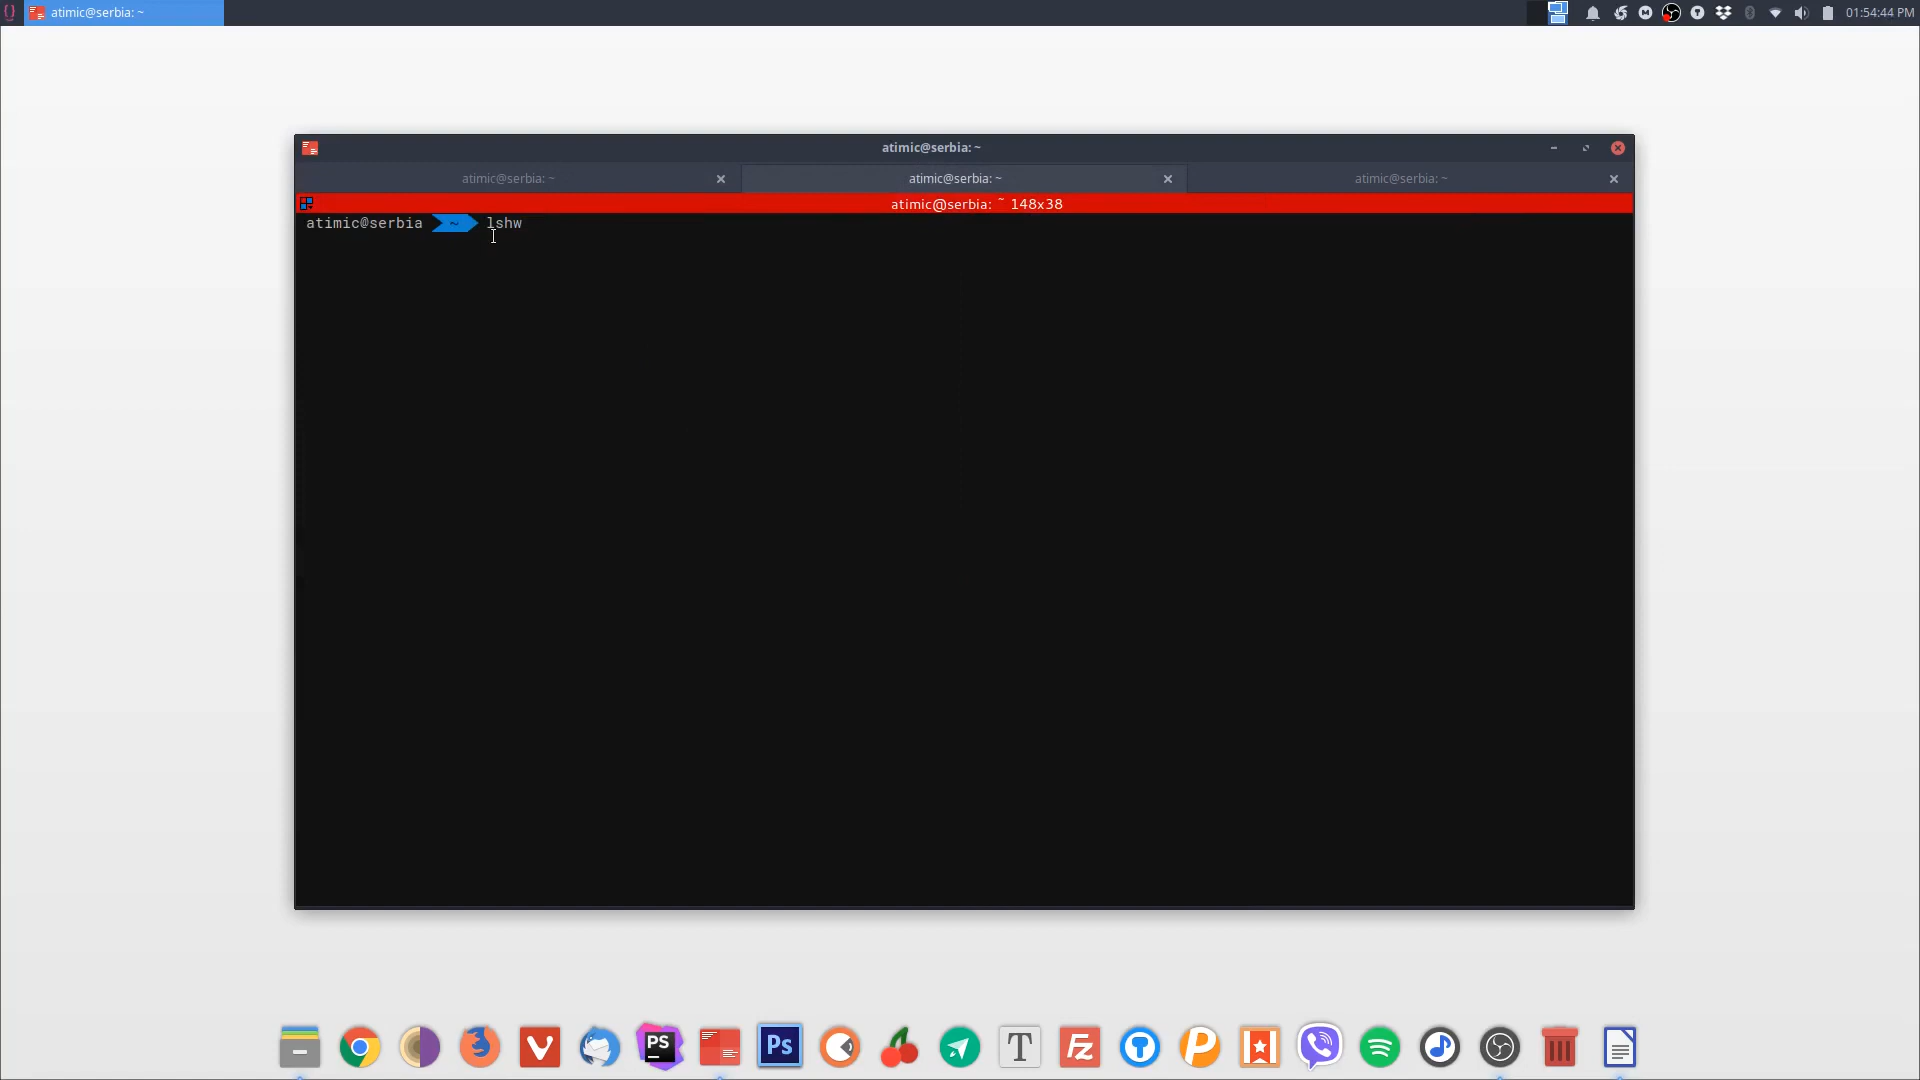 atimic@serbia: ~
01:54:44 PM
atimic@serbia: ~
atimic@serbia: ~
atimic@serbia: ~
atimic@serbia: ~
atimic@serbia: ~ 148x38
atimic@serbia ~ lshw
PS
Ps
T
Fz